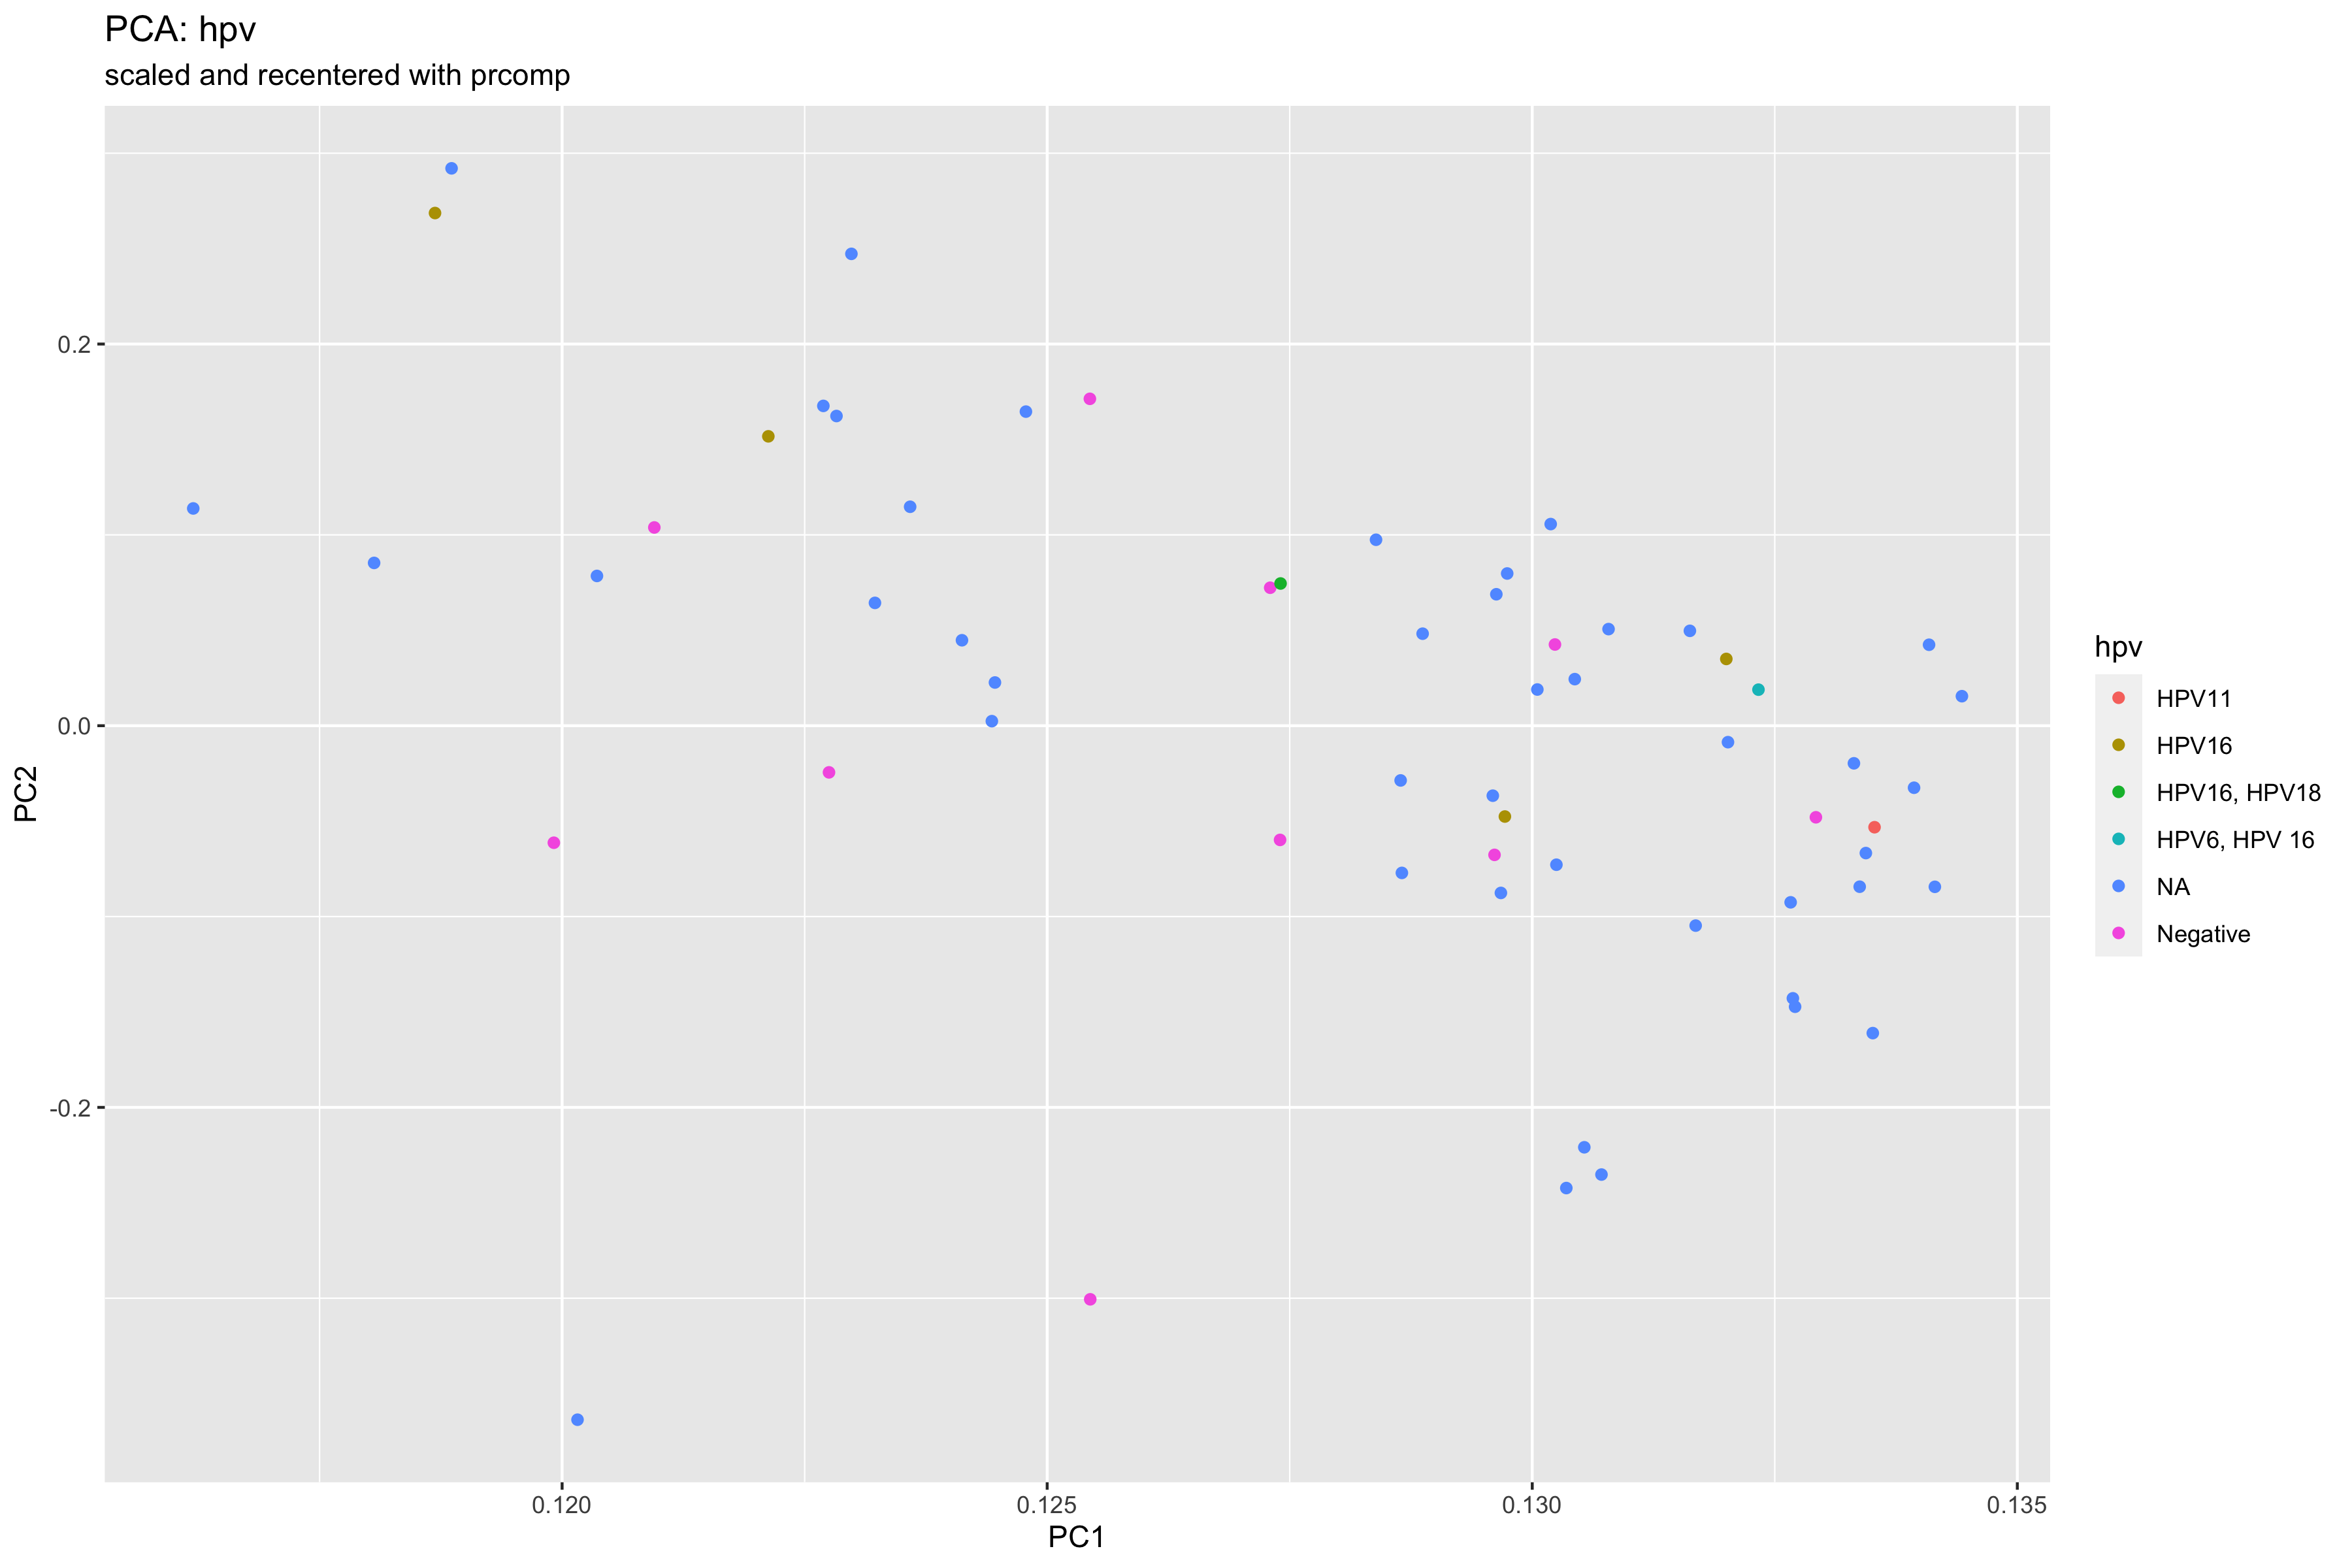 PCA: hpv
scaled and recentered with prcomp
0.2
0.0
-0.2
PC2
0.120
0.125
0.130
0.135
PC1
hpv
HPV11
HPV16
HPV16, HPV18
HPV6, HPV 16
NA
Negative